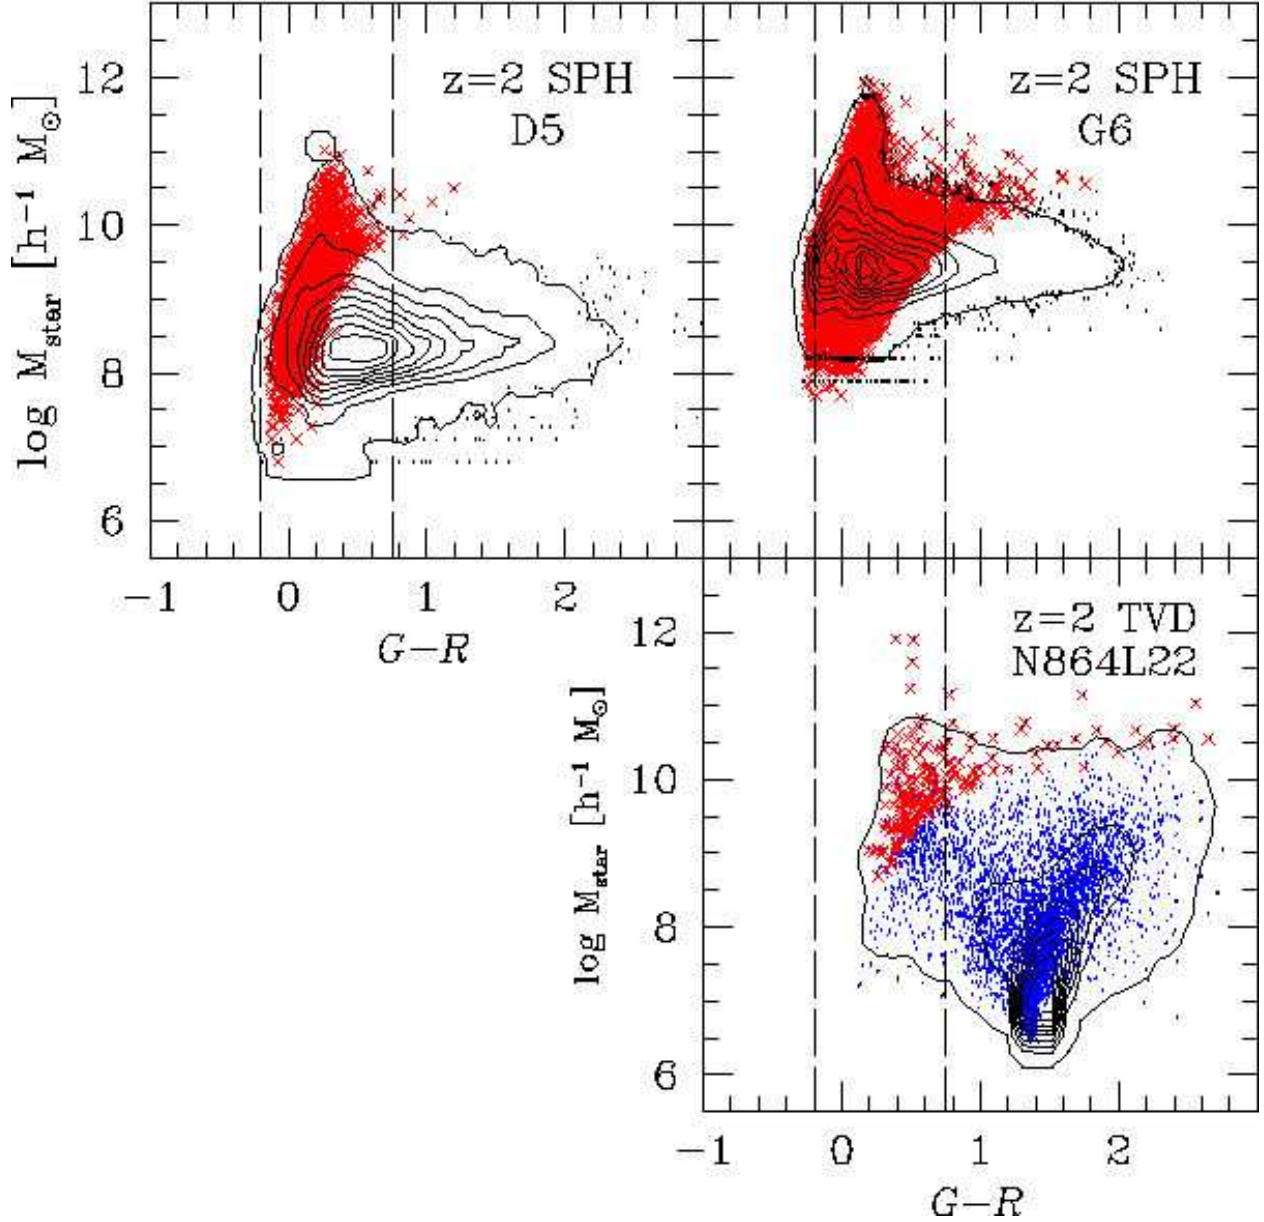 z=2 SPH
D5
z=2 SPH
G6
12
10
8
6
log M_star [h⁻¹ M_⊙]
−1
0
1
2
G−R
z=2 TVD
N864L22
12
10
8
6
log M_star [h⁻¹ M_⊙]
−1
0
1
2
G−R